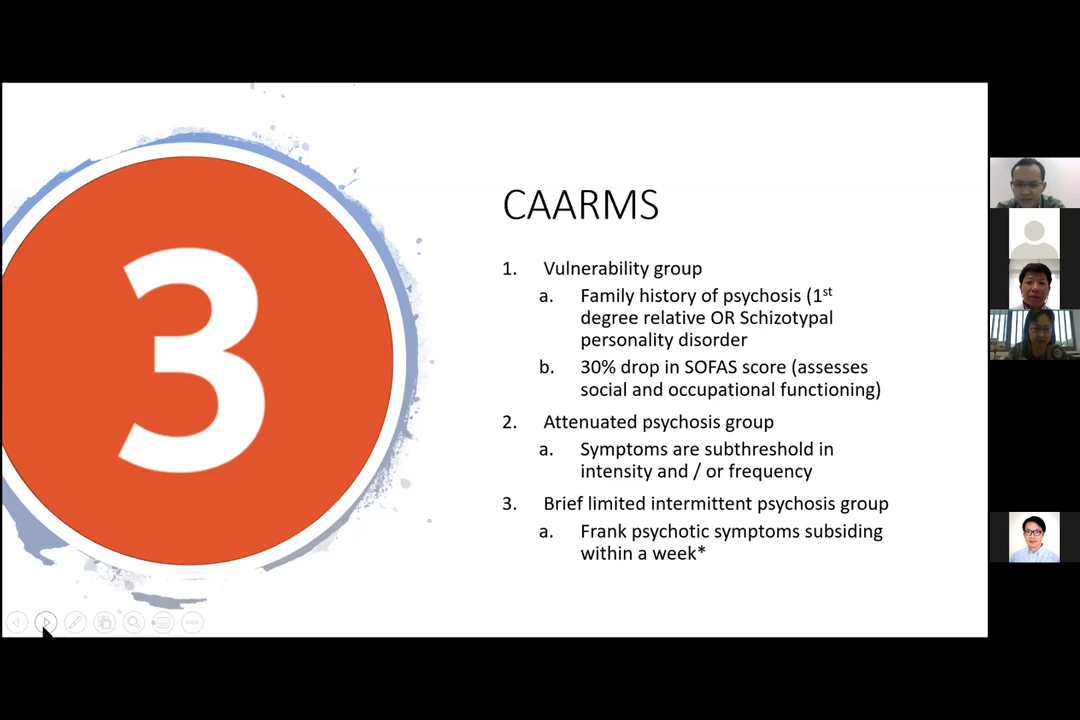 3
CAARMS
1. Vulnerability group
a. Family history of psychosis (1st
degree relative OR Schizotypal
personality disorder
b. 30% drop in SOFAS score (assesses
social and occupational functioning)
2. Attenuated psychosis group
a. Symptoms are subthreshold in
intensity and / or frequency
3. Brief limited intermittent psychosis group
a. Frank psychotic symptoms subsiding
within a week*